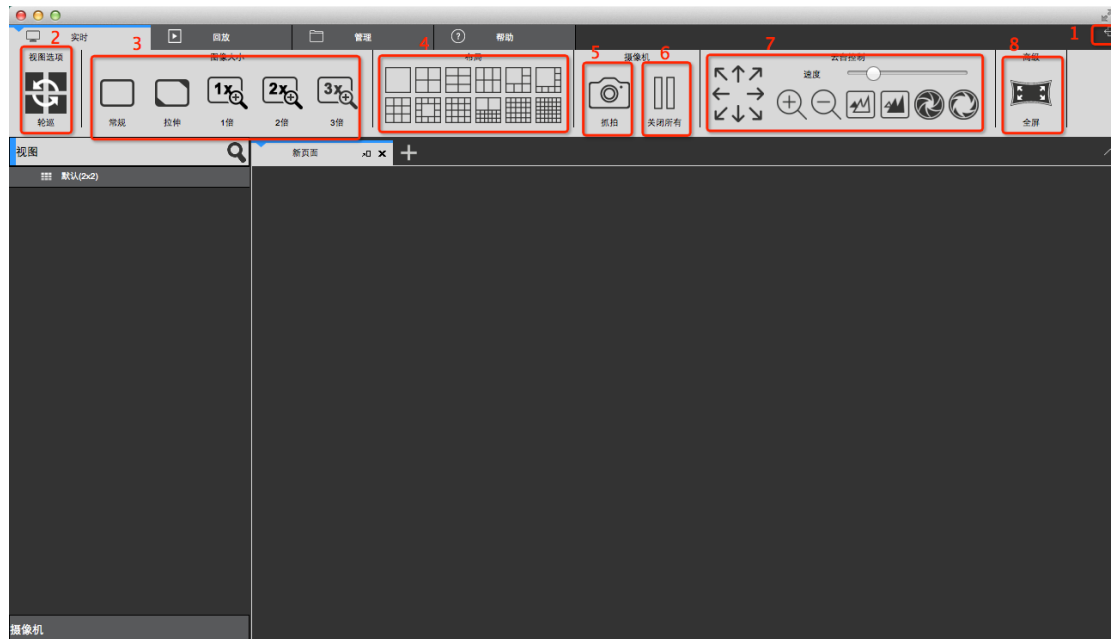 实时 回放 管理 ? 帮助
1 2 3 4 5 6 7 8
视图选项 图像大小 布局 摄像机 云台控制 高级
速度
1x 2x 3x
轮巡 常规 拉伸 1倍 2倍 3倍 抓拍 关闭所有 全屏
视图 新页面
默认(2x2)
摄像机